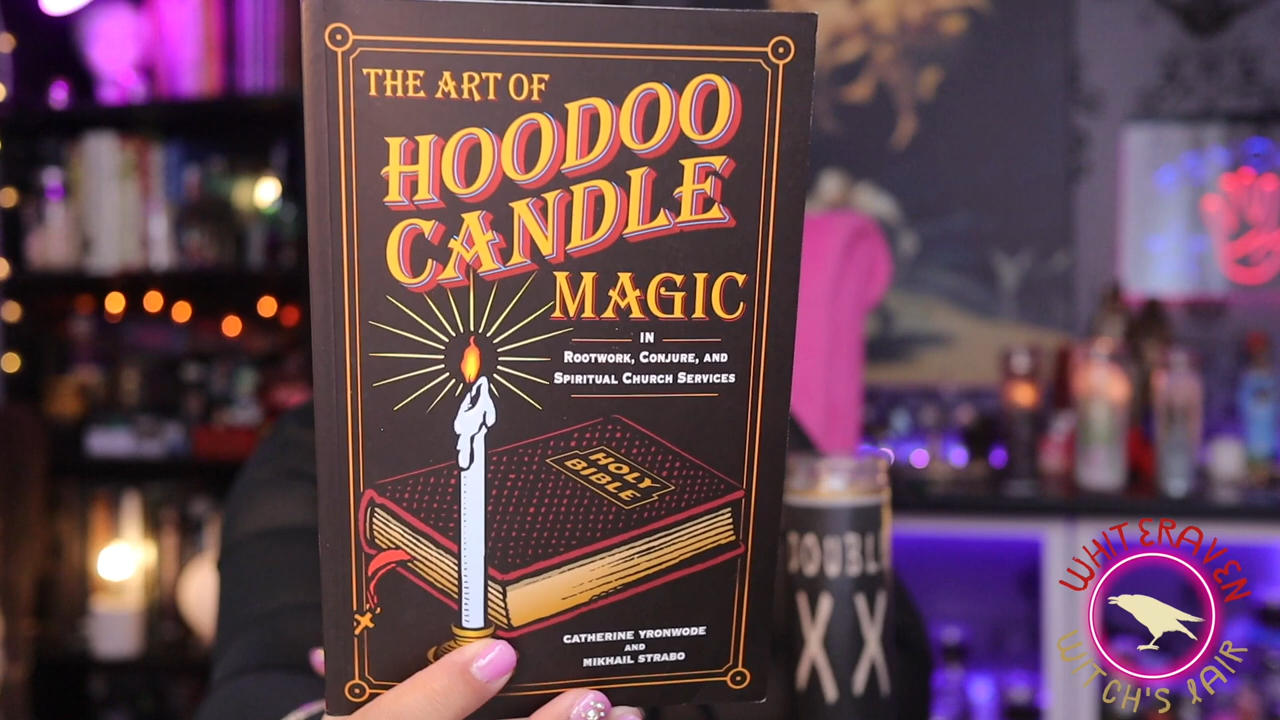 THE ART OF
HOODOO
CANDLE
MAGIC
IN
ROOTWORK, CONJURE, AND
SPIRITUAL CHURCH SERVICES
HOLY
BIBLE
CATHERINE YRONWODE
AND
MIKHAIL STRABO
DOUBLE
XX
WHITERAVEN
WITCH'S LAIR